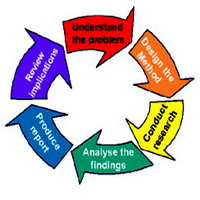 Understand
the problem
Design the
Method
Conduct
research
Analyse the
findings
Produce
report
Review
implications